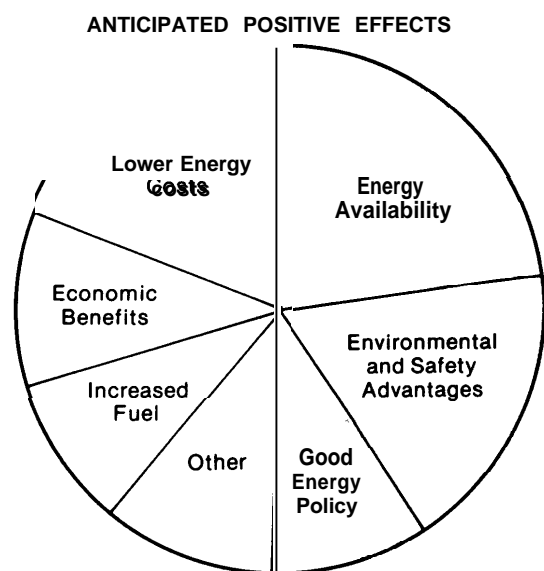 ANTICIPATED POSITIVE EFFECTS
Lower Energy
Costs
Energy
Availability
Economic
Benefits
Environmental
and Safety
Advantages
Increased
Fuel
Other
Good
Energy
Policy